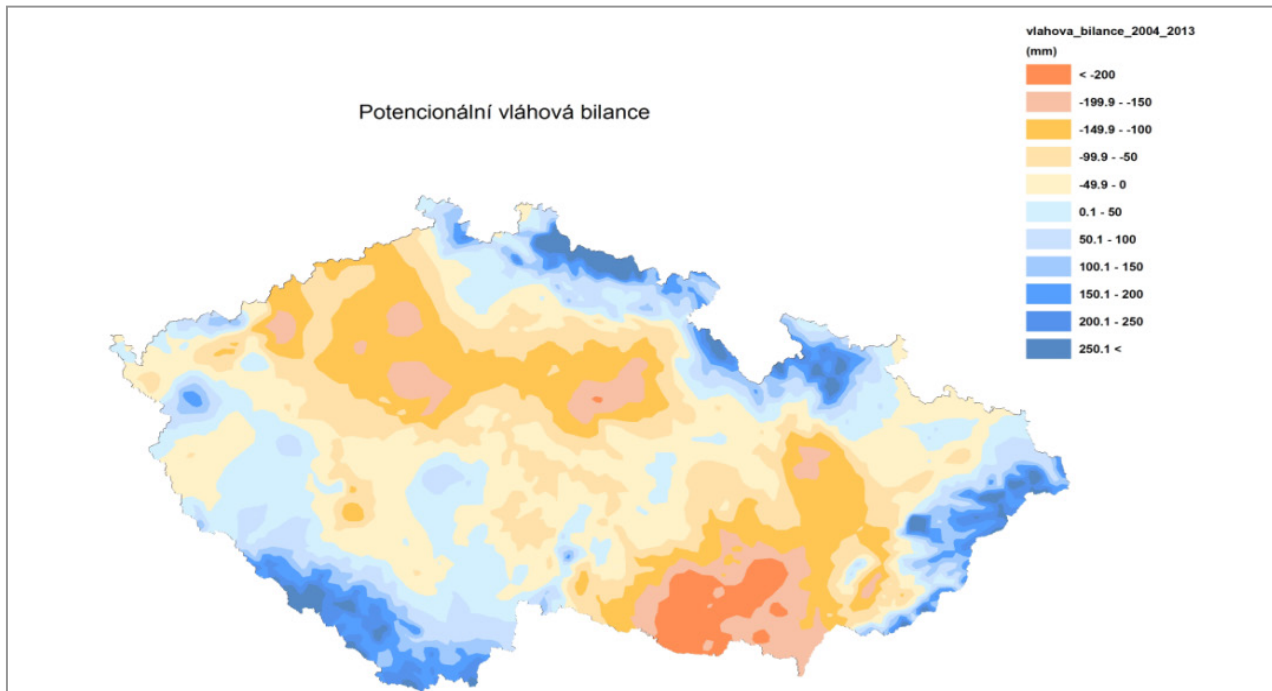 vlahova_bilance_2004_2013
(mm)
Potencionální vláhová bilance
< -200
-199.9 - -150
-149.9 - -100
-99.9 - -50
-49.9 - 0
0.1 - 50
50.1 - 100
100.1 - 150
150.1 - 200
200.1 - 250
250.1 <